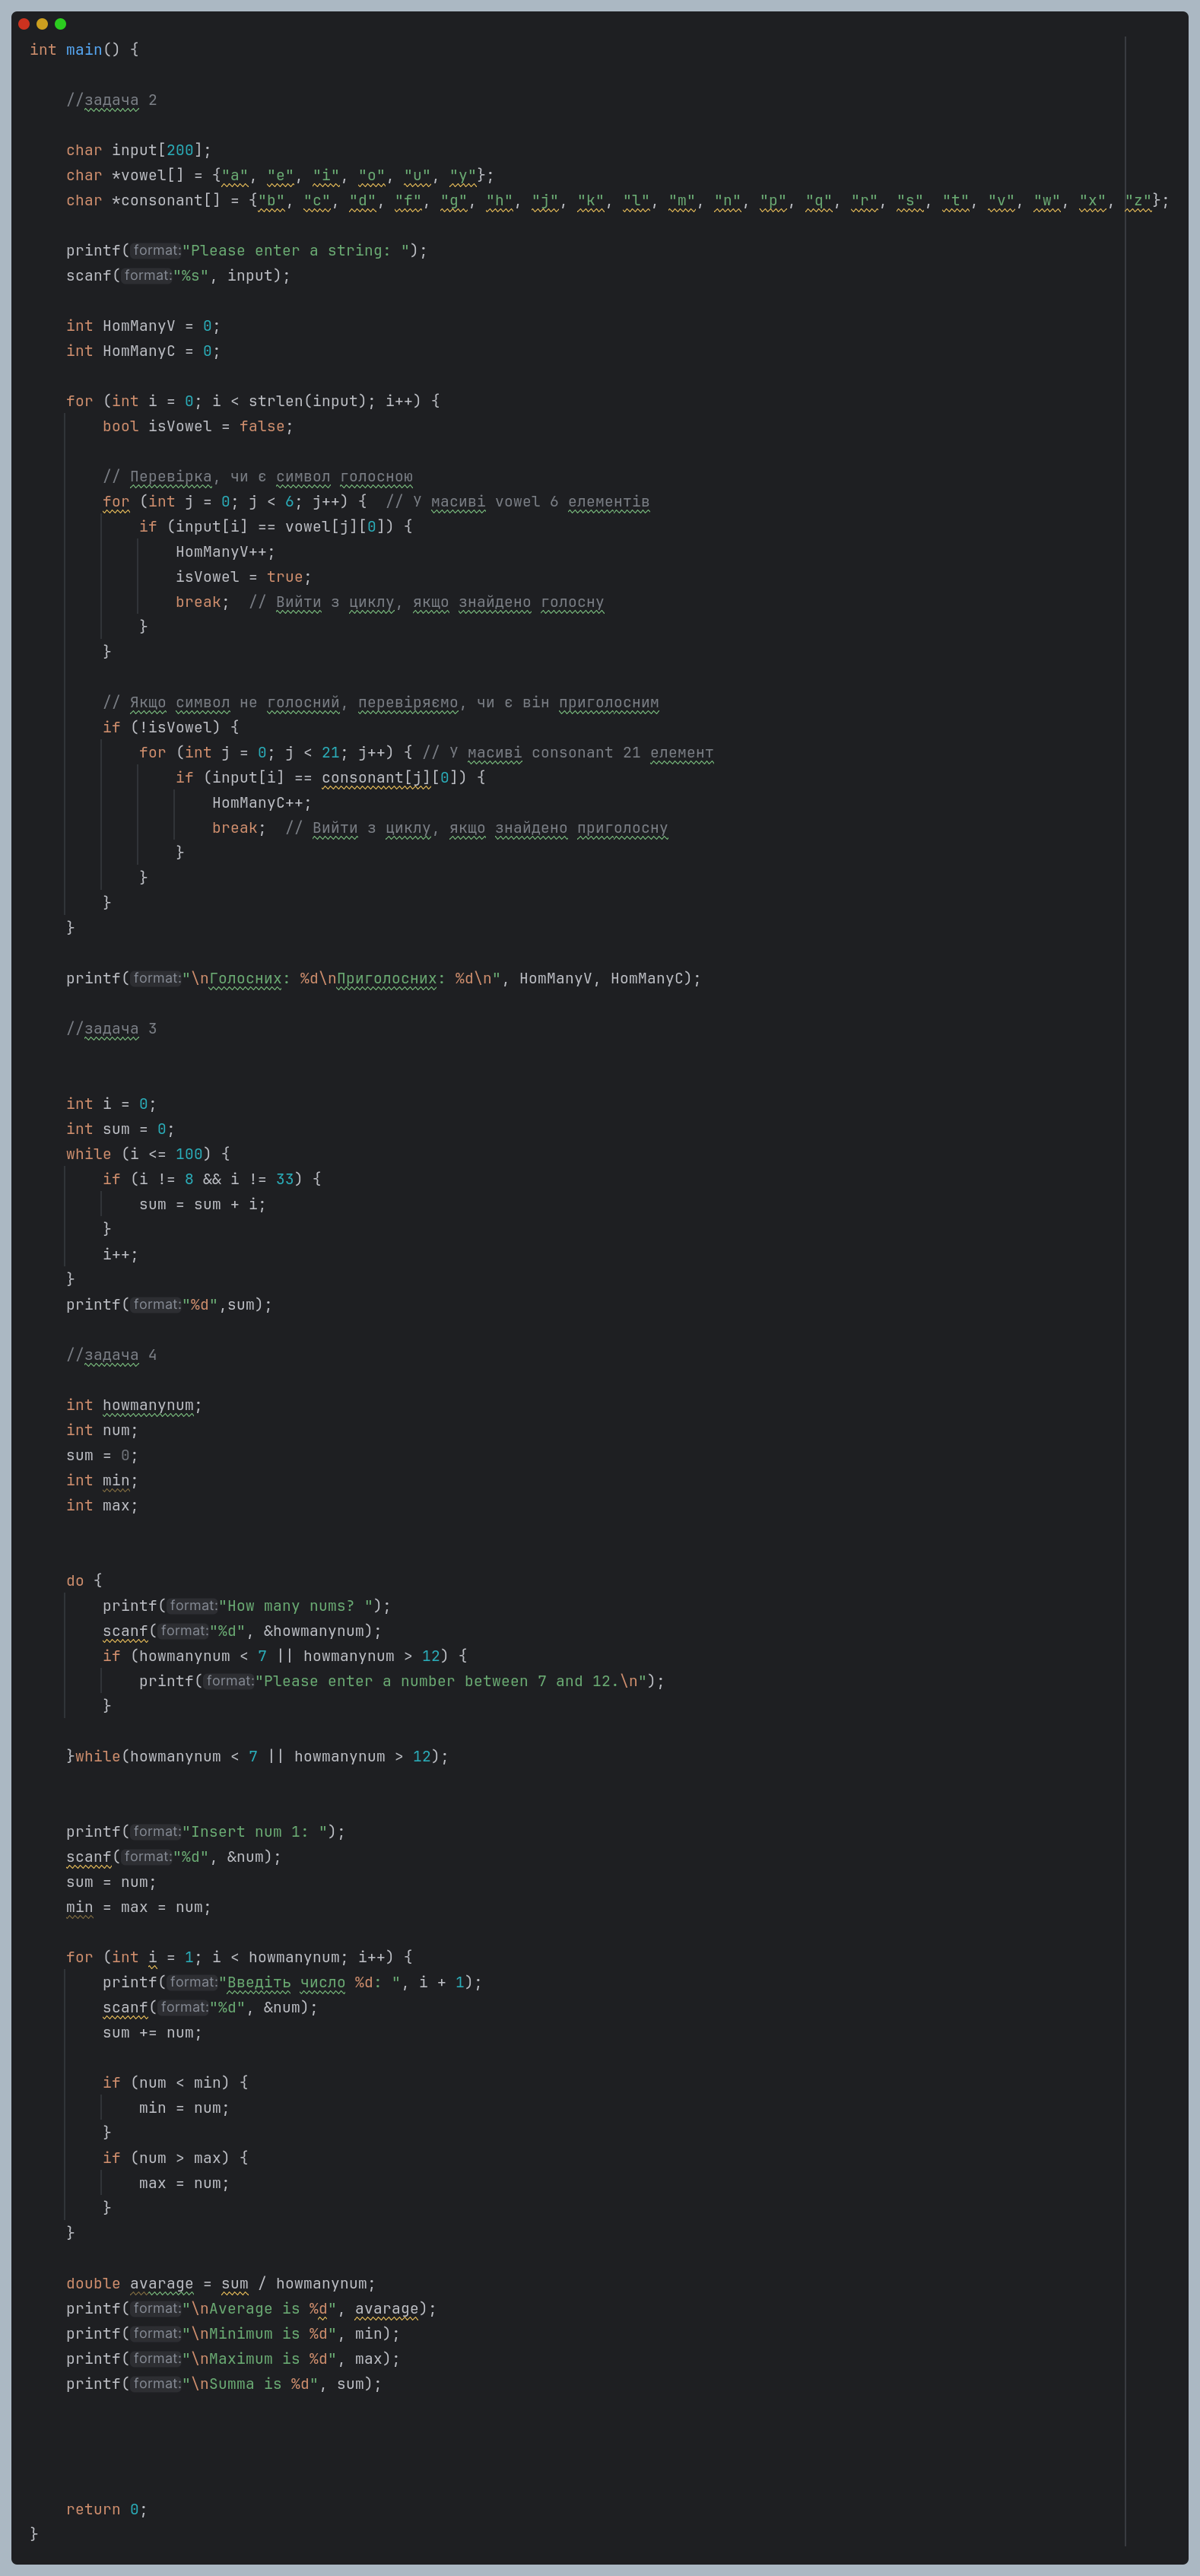 int main() {
//задача 2
char input[200];
char *vowel[] = {"a", "e", "i", "o", "u", "y"};
char *consonant[] = {"b", "c", "d", "f", "g", "h", "j", "k", "l", "m", "n", "p", "q", "r", "s", "t", "v", "w", "x", "z"};
printf(format:"Please enter a string: ");
scanf(format:"%s", input);
int HomManyV = 0;
int HomManyC = 0;
for (int i = 0; i < strlen(input); i++) {
bool isVowel = false;
// Перевірка, чи є символ голосною
for (int j = 0; j < 6; j++) {  // У масиві vowel 6 елементів
if (input[i] == vowel[j][0]) {
HomManyV++;
isVowel = true;
break;  // Вийти з циклу, якщо знайдено голосну
}
}
// Якщо символ не голосний, перевіряємо, чи є він приголосним
if (!isVowel) {
for (int j = 0; j < 21; j++) { // У масиві consonant 21 елемент
if (input[i] == consonant[j][0]) {
HomManyC++;
break;  // Вийти з циклу, якщо знайдено приголосну
}
}
}
}
printf(format:"\nГолосних: %d\nПриголосних: %d\n", HomManyV, HomManyC);
//задача 3
int i = 0;
int sum = 0;
while (i <= 100) {
if (i != 8 && i != 33) {
sum = sum + i;
}
i++;
}
printf(format:"%d",sum);
//задача 4
int howmanynum;
int num;
sum = 0;
int min;
int max;
do {
printf(format:"How many nums? ");
scanf(format:"%d", &howmanynum);
if (howmanynum < 7 || howmanynum > 12) {
printf(format:"Please enter a number between 7 and 12.\n");
}
}while(howmanynum < 7 || howmanynum > 12);
printf(format:"Insert num 1: ");
scanf(format:"%d", &num);
sum = num;
min = max = num;
for (int i = 1; i < howmanynum; i++) {
printf(format:"Введіть число %d: ", i + 1);
scanf(format:"%d", &num);
sum += num;
if (num < min) {
min = num;
}
if (num > max) {
max = num;
}
}
double avarage = sum / howmanynum;
printf(format:"\nAverage is %d", avarage);
printf(format:"\nMinimum is %d", min);
printf(format:"\nMaximum is %d", max);
printf(format:"\nSumma is %d", sum);
return 0;
}